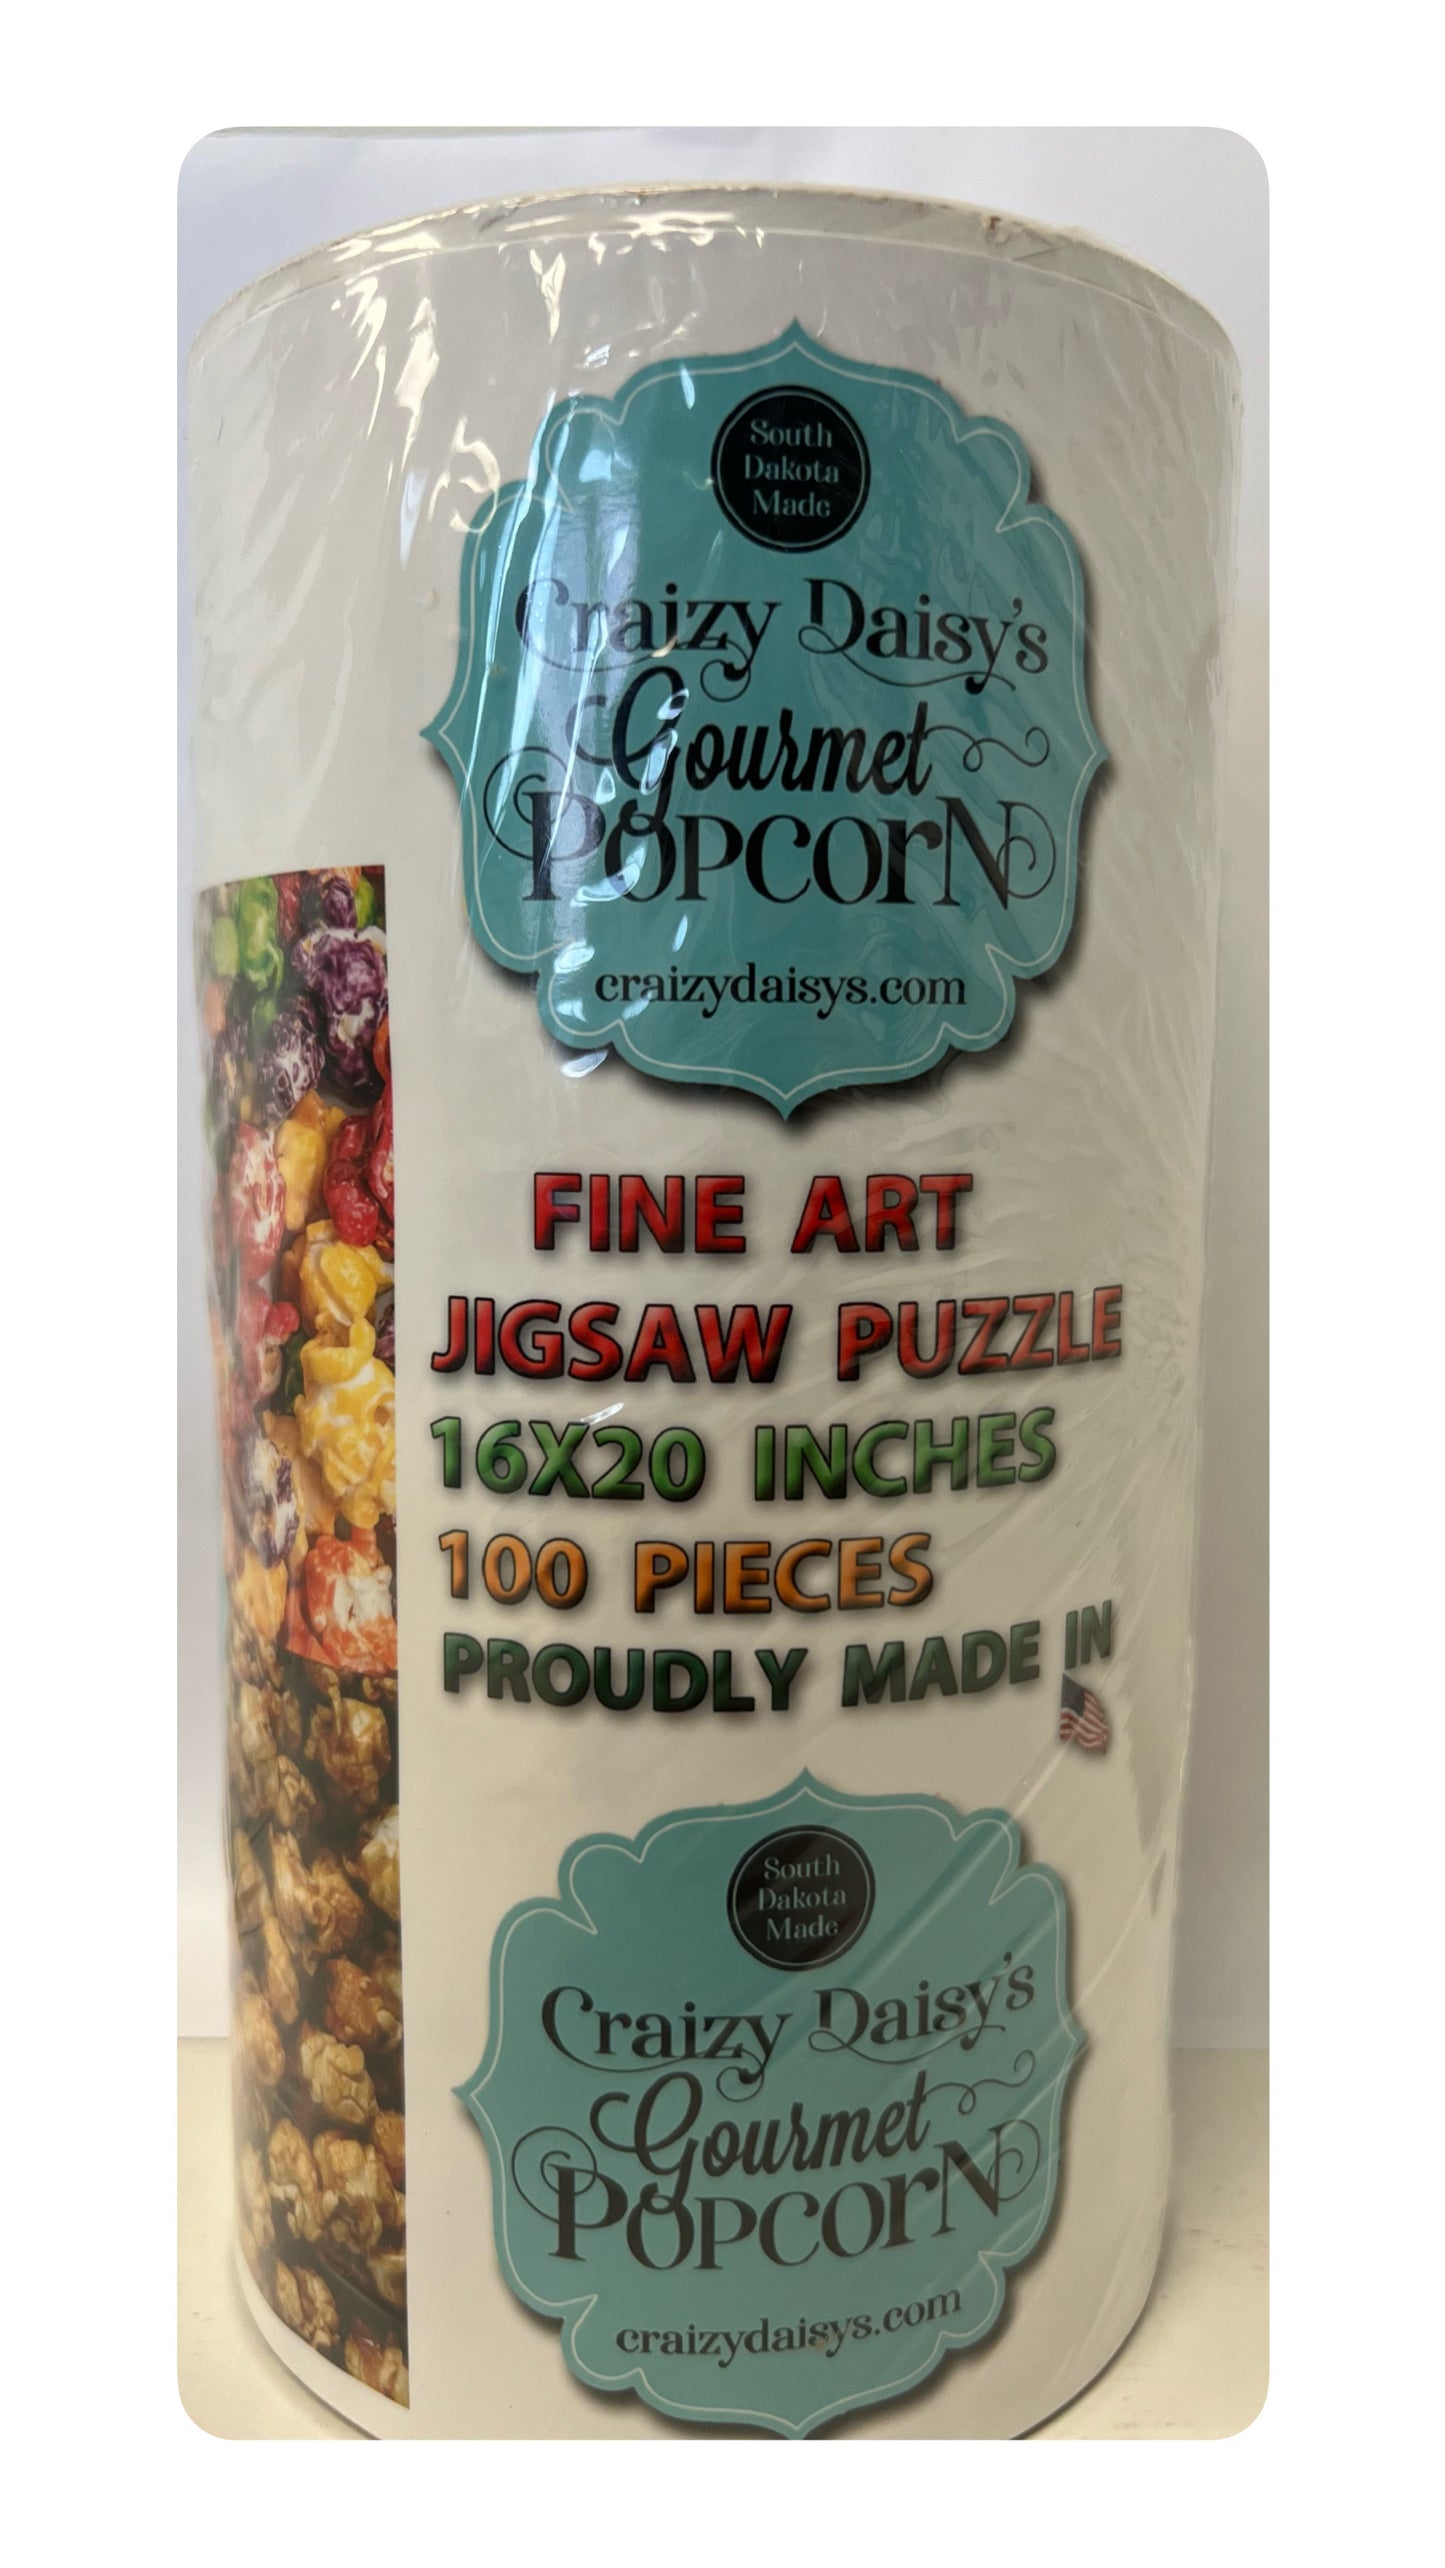 South
Dakota
Made
Craizy Daisy's
Gourmet
POPCOrN
craizydaisys.com
FINE ART
JIGSAW PUZZLE
16X20 INCHES
100 PIECES
PROUDLY MADE IN
South
Dakota
Made
Craizy Daisy's
Gourmet
POPCOrN
craizydaisys.com